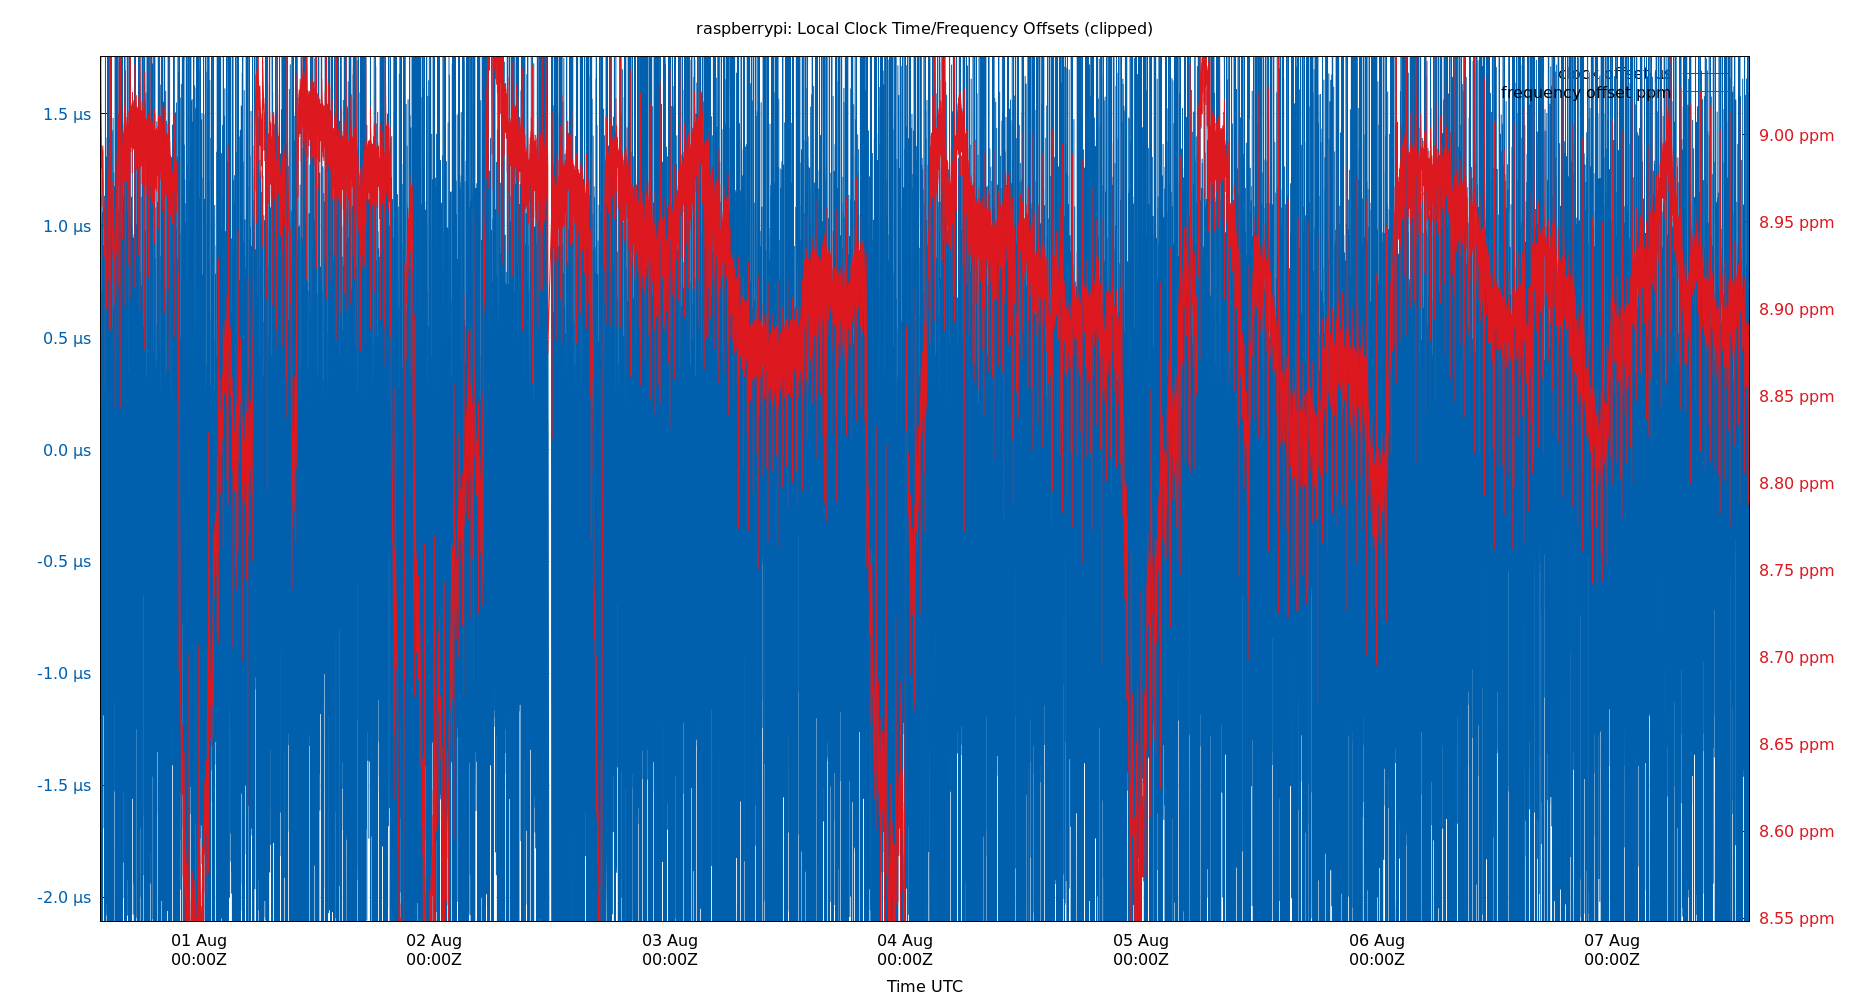 raspberrypi: Local Clock Time/Frequency Offsets (clipped)
clock offset µs
frequency offset ppm
1.5 µs
1.0 µs
0.5 µs
0.0 µs
-0.5 µs
-1.0 µs
-1.5 µs
-2.0 µs
9.00 ppm
8.95 ppm
8.90 ppm
8.85 ppm
8.80 ppm
8.75 ppm
8.70 ppm
8.65 ppm
8.60 ppm
8.55 ppm
01 Aug
00:00Z
02 Aug
00:00Z
03 Aug
00:00Z
04 Aug
00:00Z
05 Aug
00:00Z
06 Aug
00:00Z
07 Aug
00:00Z
Time UTC